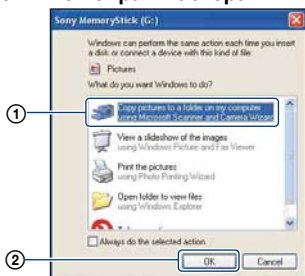 Sony MemoryStick (G:)
Windows can perform the same action each time you insert
a disk or connect a device with this kind of file:
Pictures
What do you want Windows to do?
①
Copy pictures to a folder on my computer
using Microsoft Scanner and Camera Wizard
View a slideshow of the images
using Windows Picture and Fax Viewer
Print the pictures
using Photo Printing Wizard
Open folder to view files
using Windows Explorer
Always do the selected action.
②
OK
Cancel